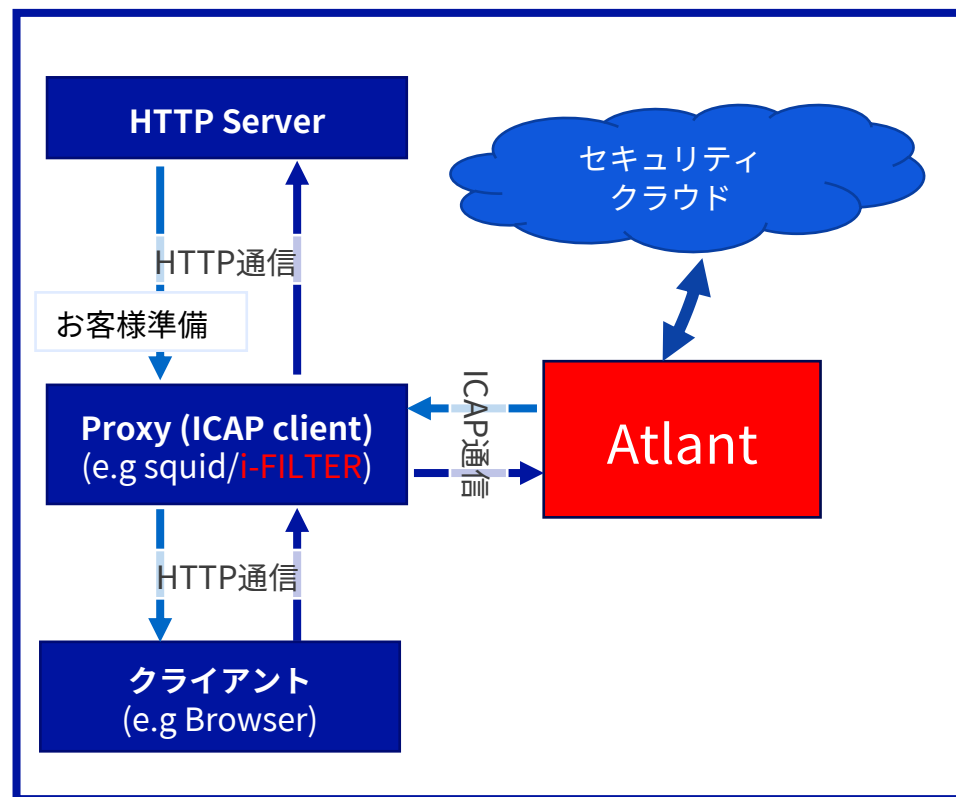 HTTP Server
セキュリティ
クラウド
HTTP通信
お客様準備
Proxy (ICAP client)
(e.g squid/i-FILTER)
ICAP通信
Atlant
HTTP通信
クライアント
(e.g Browser)